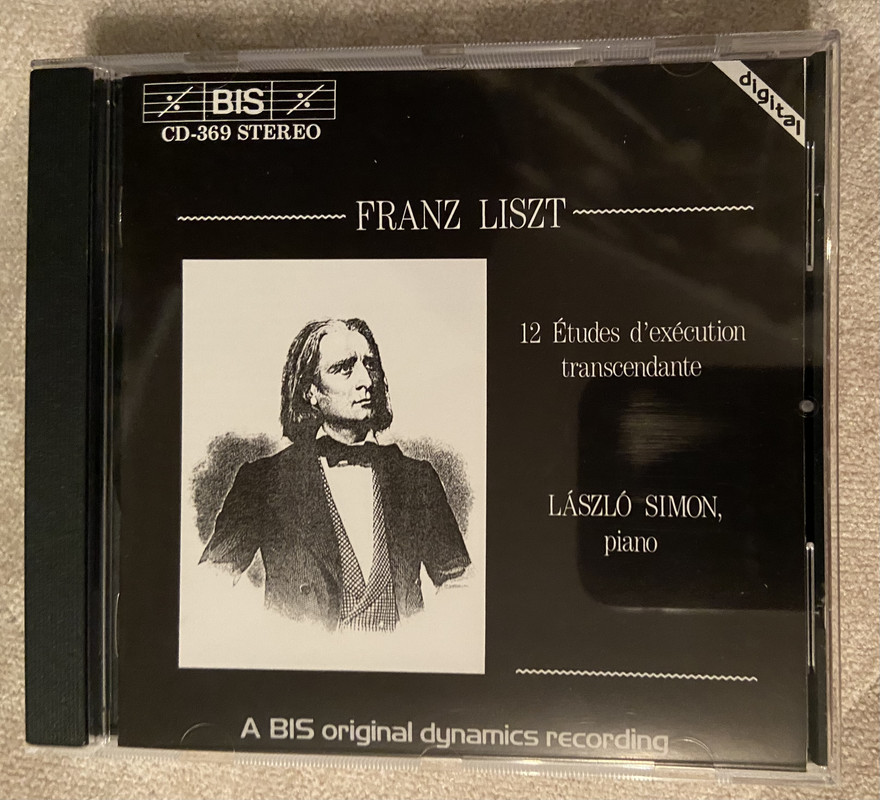 BIS
CD-369 STEREO
digital
FRANZ LISZT
12 Études d'exécution
transcendante
LÁSZLÓ SIMON,
piano
A BIS original dynamics recording